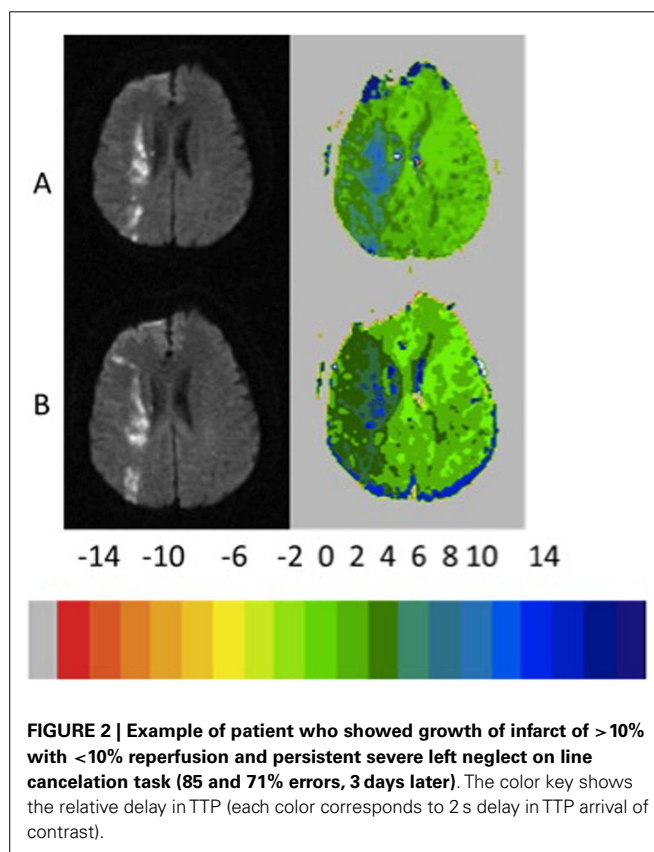 A
B
-14 -10 -6 -2 0 2 4 6 8 10 14
FIGURE 2 | Example of patient who showed growth of infarct of >10%
with <10% reperfusion and persistent severe left neglect on line
cancelation task (85 and 71% errors, 3 days later). The color key shows
the relative delay in TTP (each color corresponds to 2 s delay in TTP arrival of
contrast).